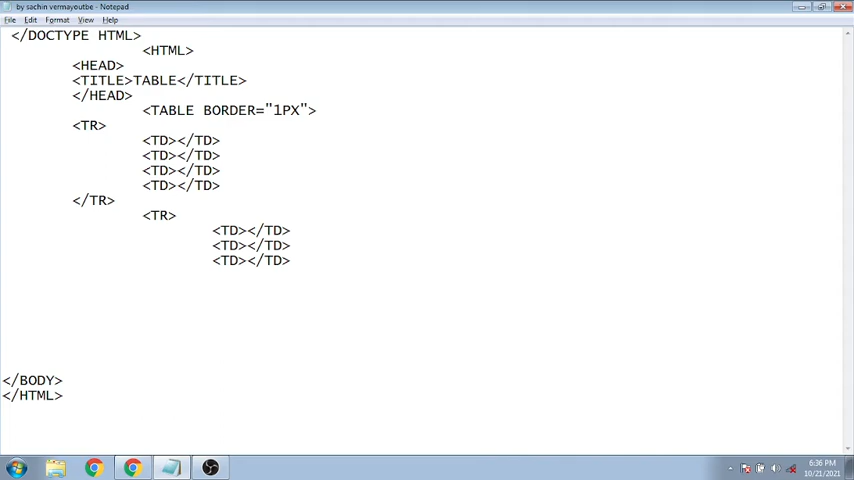 by sachin vermayoutbe - Notepad
File Edit Format View Help
</DOCTYPE HTML>
<HTML>
<HEAD>
<TITLE>TABLE</TITLE>
</HEAD>
<TABLE BORDER="1PX">
<TR>
<TD></TD>
<TD></TD>
<TD></TD>
<TD></TD>
</TR>
<TR>
<TD></TD>
<TD></TD>
<TD></TD>
</BODY>
</HTML>
6:36 PM
10/21/2021